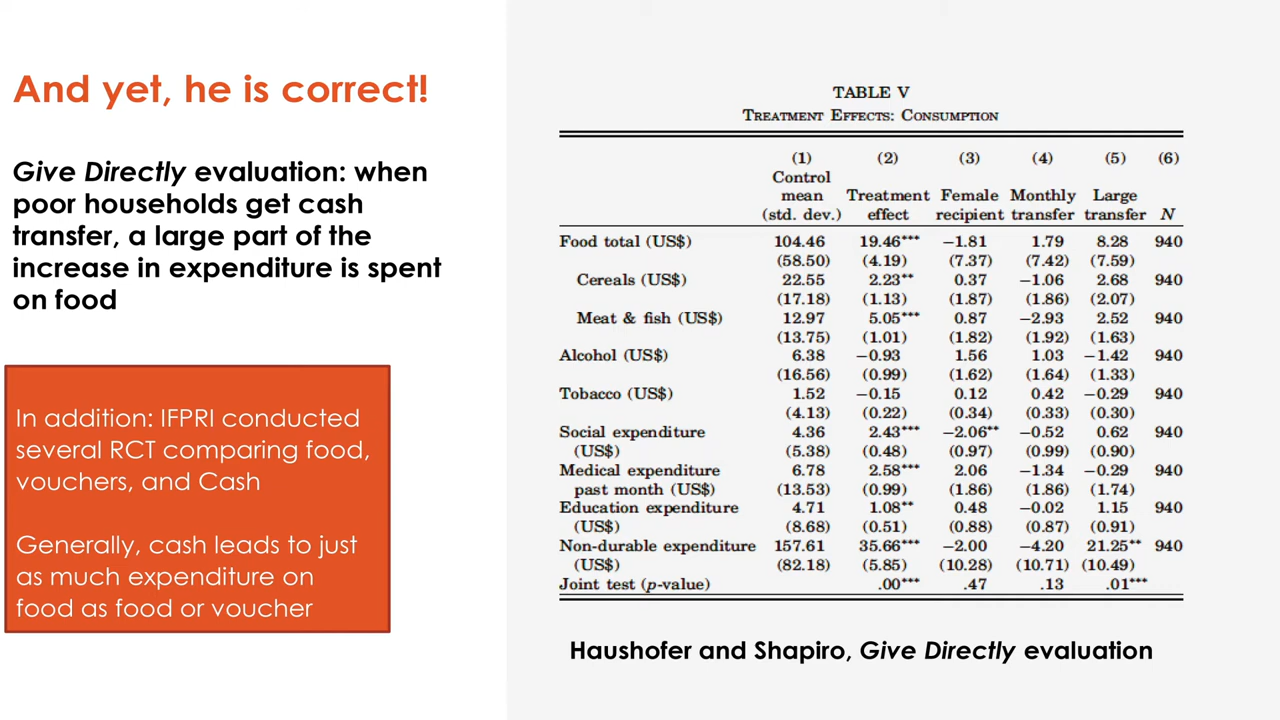 And yet, he is correct!
Give Directly evaluation: when
poor households get cash
transfer, a large part of the
increase in expenditure is spent
on food
In addition: IFPRI conducted
several RCT comparing food,
vouchers, and Cash
Generally, cash leads to just
as much expenditure on
food as food or voucher
TABLE V
TREATMENT EFFECTS: CONSUMPTION
(1) (2) (3) (4) (5) (6)
Control
mean Treatment Female Monthly Large
(std. dev.) effect recipient transfer transfer N
Food total (US$) 104.46 19.46*** −1.81 1.79 8.28 940
(58.50) (4.19) (7.37) (7.42) (7.59)
Cereals (US$) 22.55 2.23** 0.37 −1.06 2.68 940
(17.18) (1.13) (1.87) (1.86) (2.07)
Meat & fish (US$) 12.97 5.05*** 0.87 −2.93 2.52 940
(13.75) (1.01) (1.82) (1.92) (1.63)
Alcohol (US$) 6.38 −0.93 1.56 1.03 −1.42 940
(16.56) (0.99) (1.62) (1.64) (1.33)
Tobacco (US$) 1.52 −0.15 0.12 0.42 −0.29 940
(4.13) (0.22) (0.34) (0.33) (0.30)
Social expenditure 4.36 2.43*** −2.06** −0.52 0.62 940
(US$) (5.38) (0.48) (0.97) (0.99) (0.90)
Medical expenditure 6.78 2.58*** 2.06 −1.34 −0.29 940
past month (US$) (13.53) (0.99) (1.86) (1.86) (1.74)
Education expenditure 4.71 1.08** 0.48 −0.02 1.15 940
(US$) (8.68) (0.51) (0.88) (0.87) (0.91)
Non-durable expenditure 157.61 35.66*** −2.00 −4.20 21.25** 940
(US$) (82.18) (5.85) (10.28) (10.71) (10.49)
Joint test (p-value) .00*** .47 .13 .01***
Haushofer and Shapiro, Give Directly evaluation